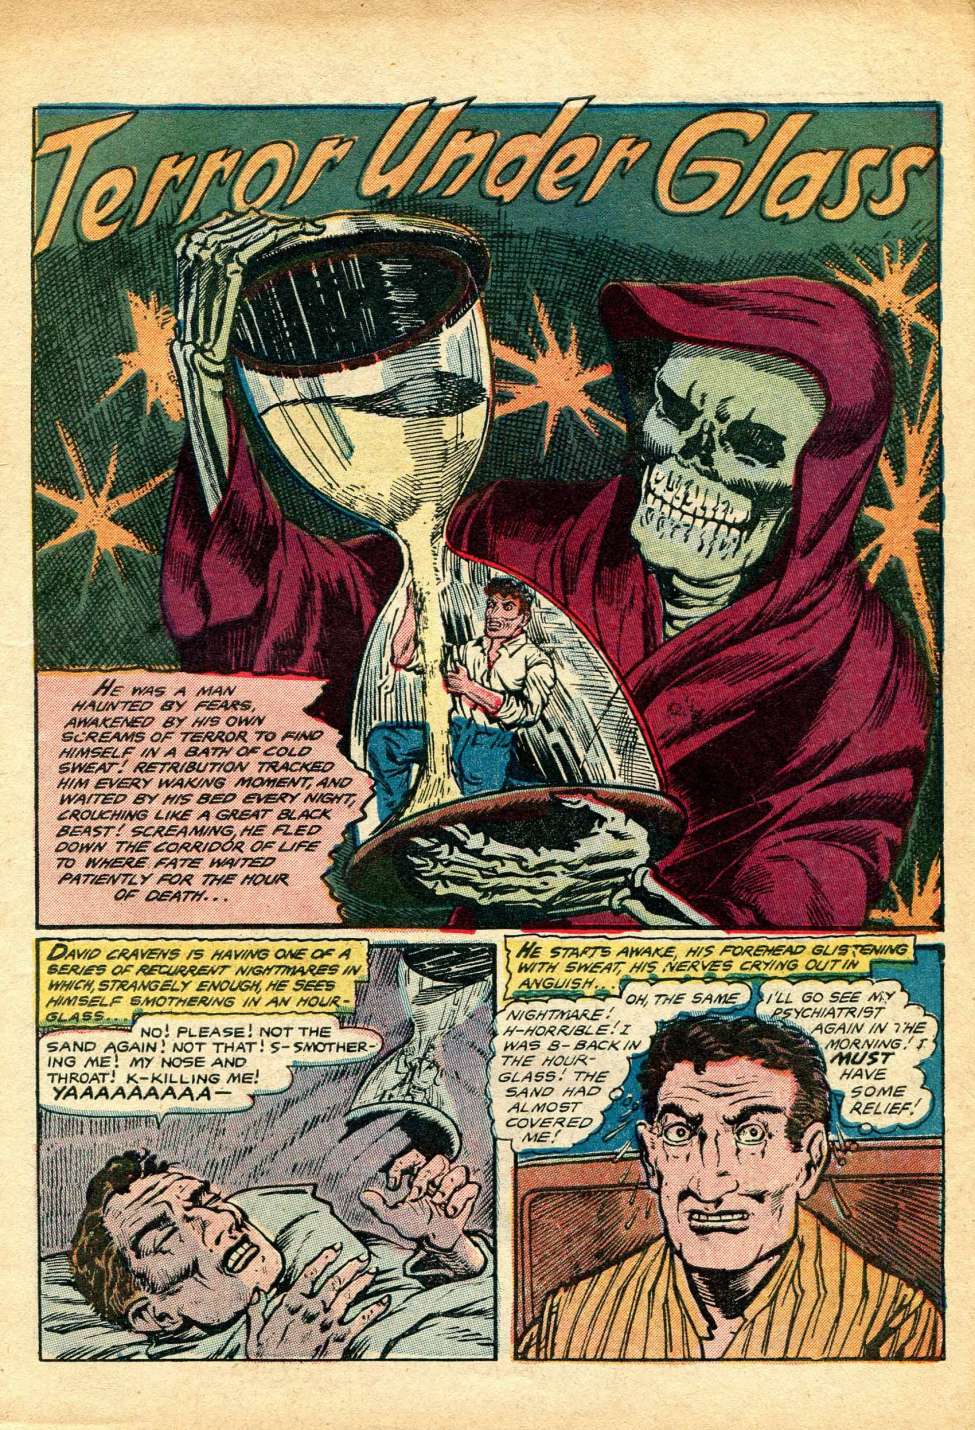 Terror Under Glass
HE WAS A MAN
HAUNTED BY FEARS,
AWAKENED BY HIS OWN
SCREAMS OF TERROR TO FIND
HIMSELF IN A BATH OF COLD
SWEAT! RETRIBUTION TRACKED
HIM EVERY WAKING MOMENT, AND
WAITED BY HIS BED EVERY NIGHT,
CROUCHING LIKE A GREAT BLACK
BEAST! SCREAMING, HE FLED
DOWN THE CORRIDOR OF LIFE
TO WHERE FATE WAITED
PATIENTLY FOR THE HOUR
OF DEATH...
DAVID CRAVENS IS HAVING ONE OF A
SERIES OF RECURRENT NIGHTMARES IN
WHICH, STRANGELY ENOUGH, HE SEES
HIMSELF SMOTHERING IN AN HOUR-
GLASS...
NO! PLEASE! NOT THE
SAND AGAIN! NOT THAT! S-SMOTHER-
ING ME! MY NOSE AND
THROAT! K-KILLING ME!
YAAAAAAAAA—
HE STARTS AWAKE, HIS FOREHEAD GLISTENING
WITH SWEAT, HIS NERVES CRYING OUT IN
ANGUISH...
OH, THE SAME
NIGHTMARE!
H-HORRIBLE! I
WAS B-BACK IN
THE HOUR-
GLASS! THE
SAND HAD
ALMOST
COVERED
ME!
I'LL GO SEE MY
PSYCHIATRIST
AGAIN IN THE
MORNING! I
MUST
HAVE
SOME
RELIEF!